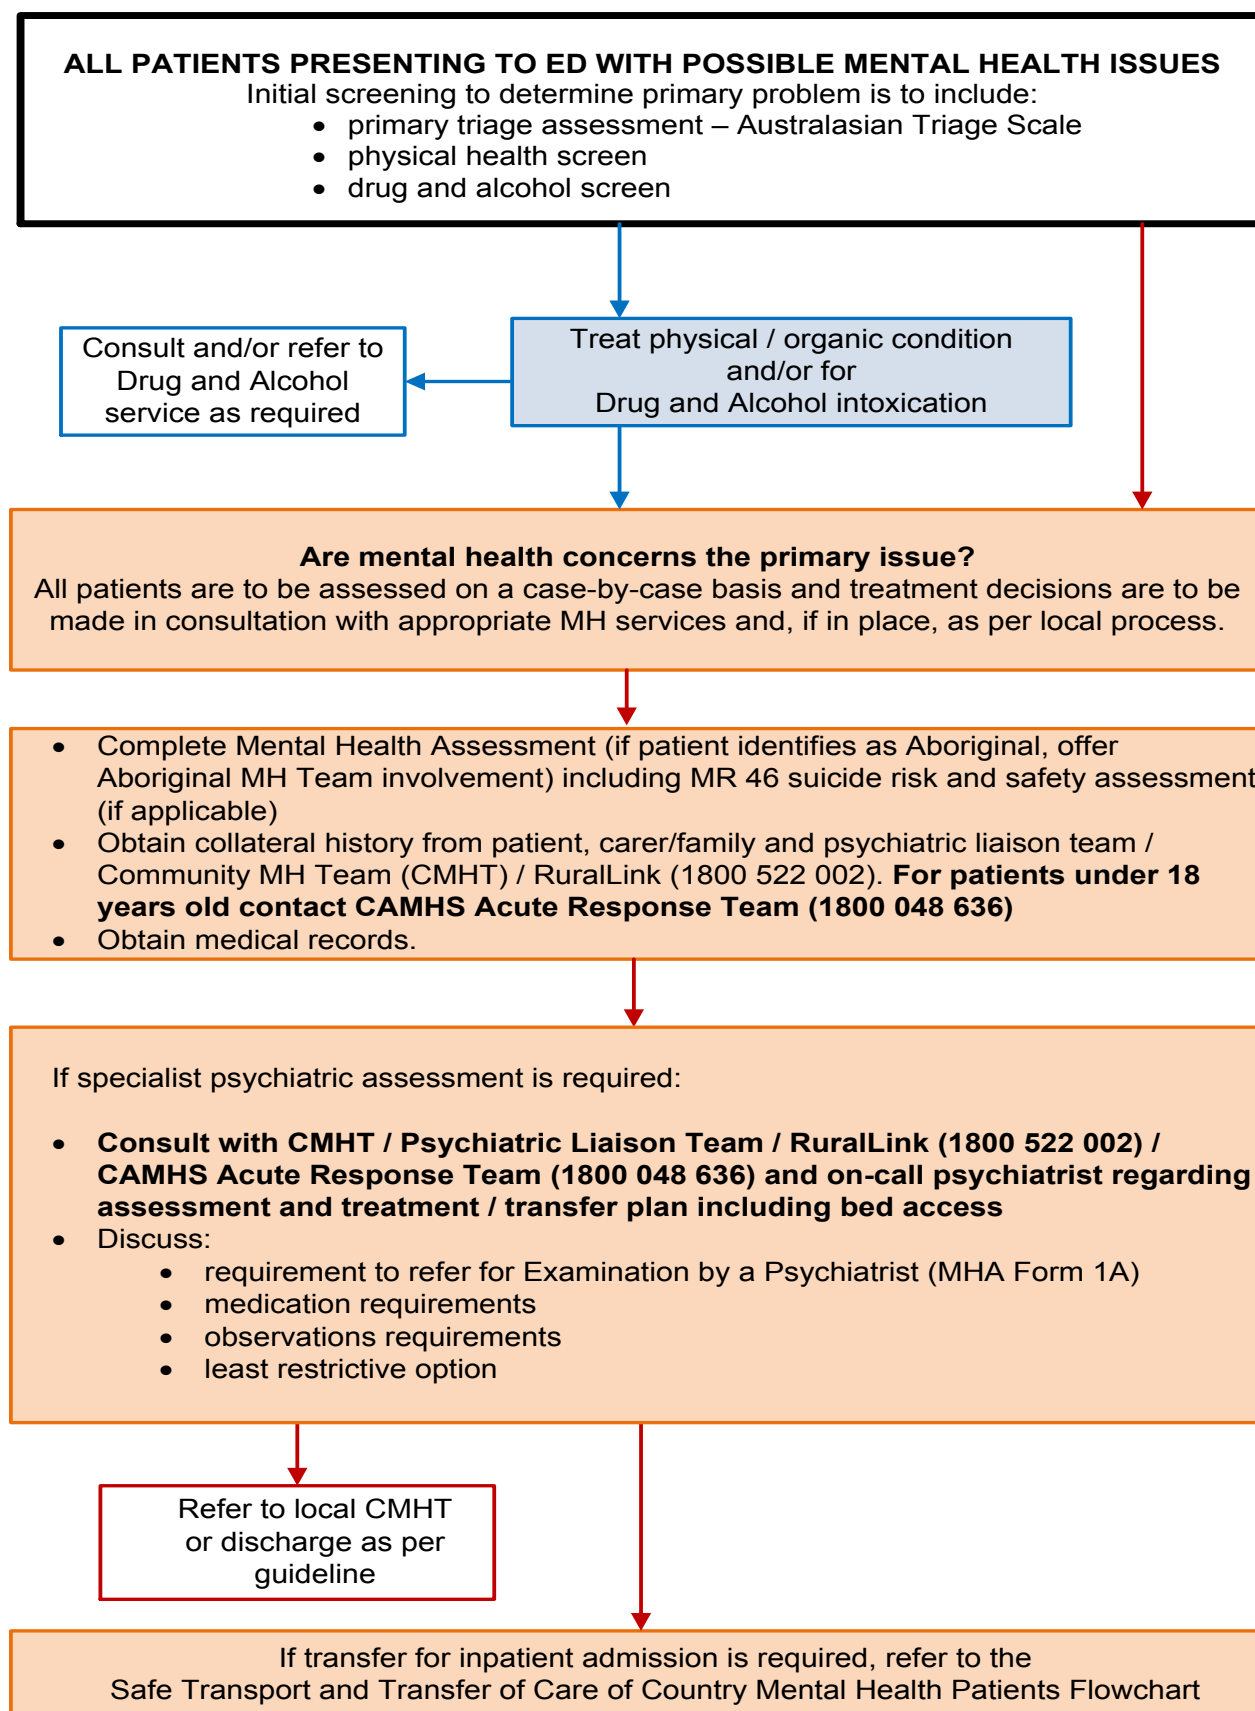 ALL PATIENTS PRESENTING TO ED WITH POSSIBLE MENTAL HEALTH ISSUES
Initial screening to determine primary problem is to include:
• primary triage assessment – Australasian Triage Scale
• physical health screen
• drug and alcohol screen
Consult and/or refer to
Drug and Alcohol
service as required
Treat physical / organic condition
and/or for
Drug and Alcohol intoxication
Are mental health concerns the primary issue?
All patients are to be assessed on a case-by-case basis and treatment decisions are to be
made in consultation with appropriate MH services and, if in place, as per local process.
• Complete Mental Health Assessment (if patient identifies as Aboriginal, offer
Aboriginal MH Team involvement) including MR 46 suicide risk and safety assessment
(if applicable)
• Obtain collateral history from patient, carer/family and psychiatric liaison team /
Community MH Team (CMHT) / RuralLink (1800 522 002). For patients under 18
years old contact CAMHS Acute Response Team (1800 048 636)
• Obtain medical records.
If specialist psychiatric assessment is required:
• Consult with CMHT / Psychiatric Liaison Team / RuralLink (1800 522 002) /
CAMHS Acute Response Team (1800 048 636) and on-call psychiatrist regarding
assessment and treatment / transfer plan including bed access
• Discuss:
• requirement to refer for Examination by a Psychiatrist (MHA Form 1A)
• medication requirements
• observations requirements
• least restrictive option
Refer to local CMHT
or discharge as per
guideline
If transfer for inpatient admission is required, refer to the
Safe Transport and Transfer of Care of Country Mental Health Patients Flowchart